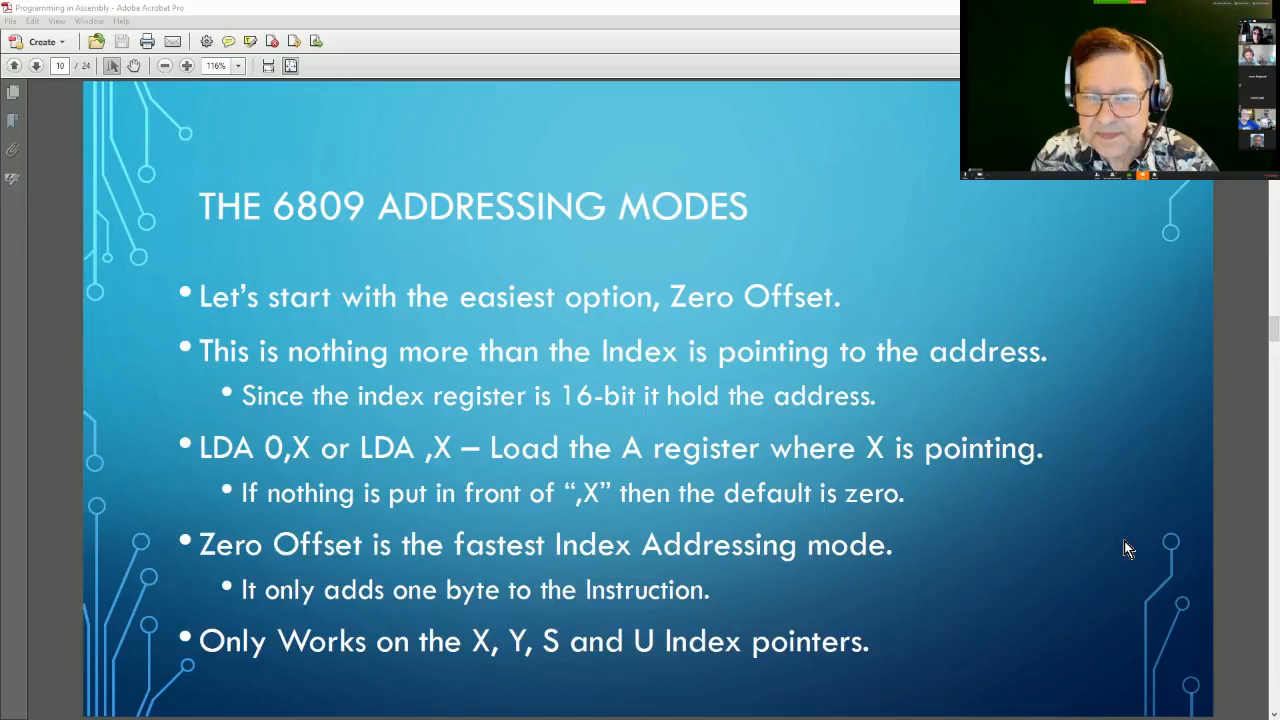 Programming in Assembly - Adobe Acrobat Pro
File Edit View Window Help
Create
10 / 24 116%
THE 6809 ADDRESSING MODES
• Let's start with the easiest option, Zero Offset.
• This is nothing more than the Index is pointing to the address.
• Since the index register is 16-bit it hold the address.
• LDA 0,X or LDA ,X – Load the A register where X is pointing.
• If nothing is put in front of “,X” then the default is zero.
• Zero Offset is the fastest Index Addressing mode.
• It only adds one byte to the Instruction.
• Only Works on the X, Y, S and U Index pointers.